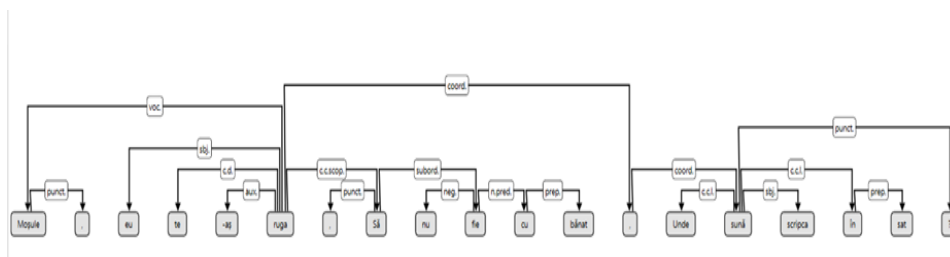 coord.
voc. punct.
sbj.
c.d. c.c.scop. subord. coord. c.c.l.
punct. aux. punct. neg. n.pred. prep. c.c.l. sbj. prep.
Moșule , eu te -aș ruga , Să nu fie cu bănat , Unde sună scripca în sat